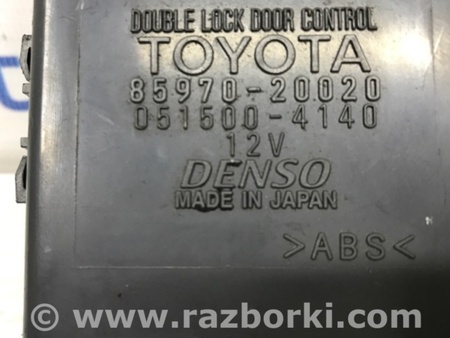 DOUBLE LOCK DOOR CONTROL
TOYOTA
85970-20020
051500-4140
12V
DENSO
MADE IN JAPAN
>ABS<
© www.razborki.com